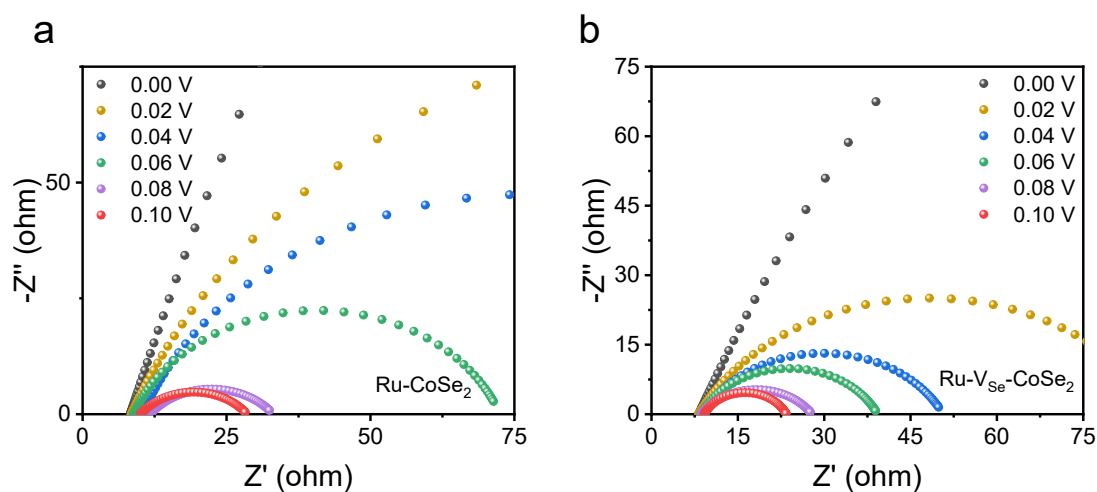 a
0.00 V
0.02 V
0.04 V
0.06 V
0.08 V
0.10 V
50
0
-Z" (ohm)
Ru-CoSe₂
0 25 50 75
Z' (ohm)
b
75
60
45
30
15
0
-Z" (ohm)
0.00 V
0.02 V
0.04 V
0.06 V
0.08 V
0.10 V
Ru-V_Se-CoSe₂
0 15 30 45 60 75
Z' (ohm)